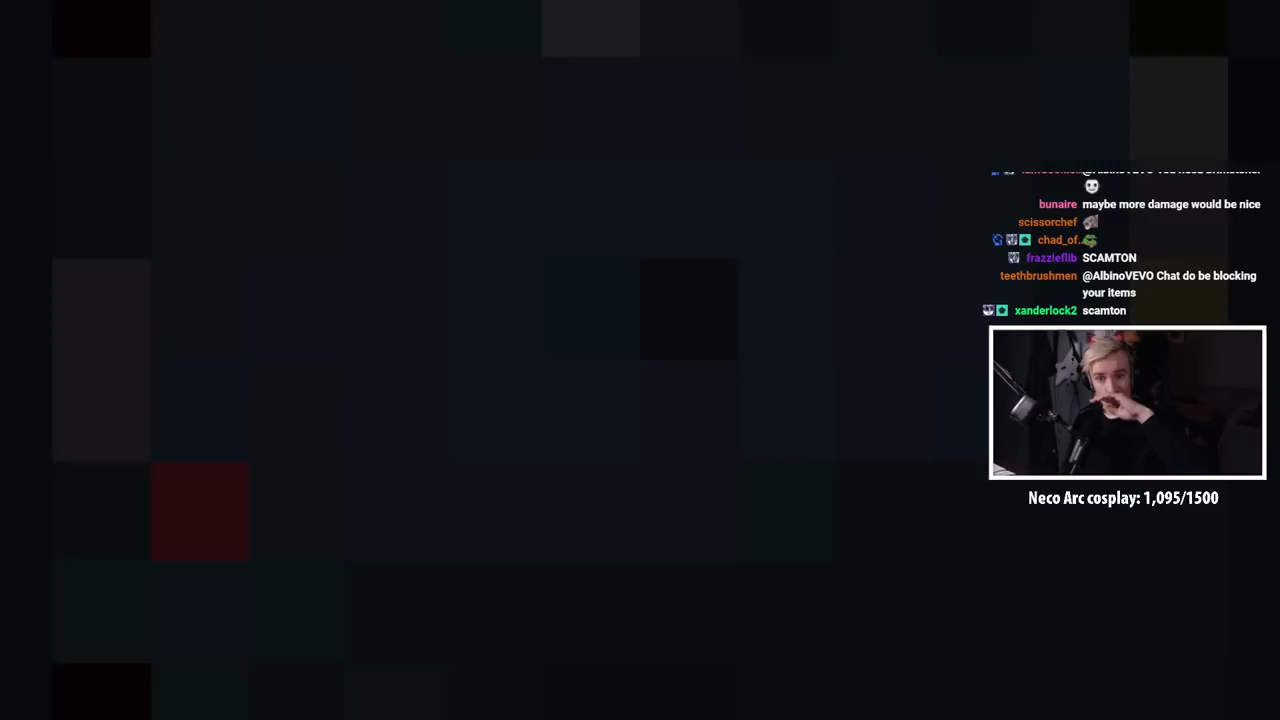 bunaire maybe more damage would be nice
scissorchef
chad_of..
frazzleflib SCAMTON
teethbrushmen @AlbinoVEVO Chat do be blocking
your items
xanderlock2 scamton
Neco Arc cosplay: 1,095/1500